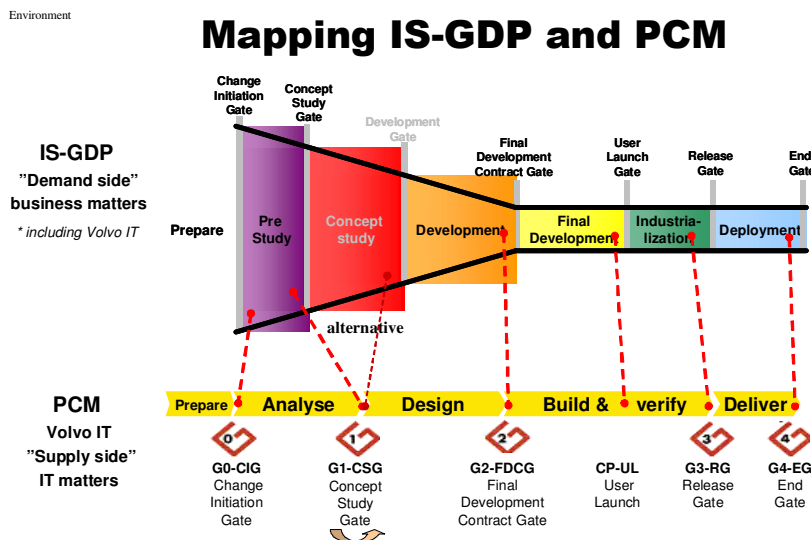 Environment
Mapping IS-GDP and PCM
Change
Initiation
Gate
Concept
Study
Gate
Development
Gate
Final
Development
Contract Gate
User
Launch
Gate
Release
Gate
End
Gate
IS-GDP
"Demand side"
business matters
* including Volvo IT
Prepare
Pre
Study
Concept
study
Development
Final
Development
Industria-
lization
Deployment
alternative
PCM
Volvo IT
"Supply side"
IT matters
Prepare
Analyse
Design
Build & verify
Deliver
0
1
2
3
4
G0-CIG
Change
Initiation
Gate
G1-CSG
Concept
Study
Gate
G2-FDCG
Final
Development
Contract Gate
CP-UL
User
Launch
G3-RG
Release
Gate
G4-EG
End
Gate